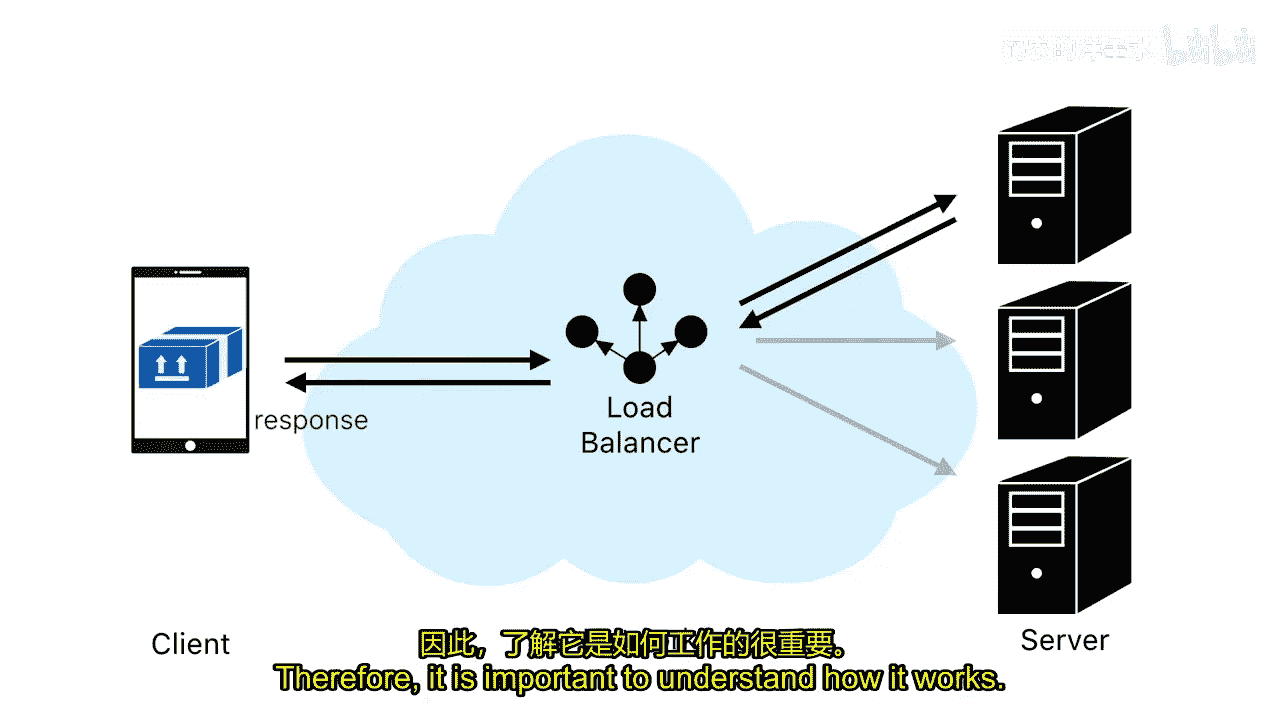 response
Load
Balancer
Client
Server
因此，了解它是如何工作的很重要。
Therefore, it is important to understand how it works.